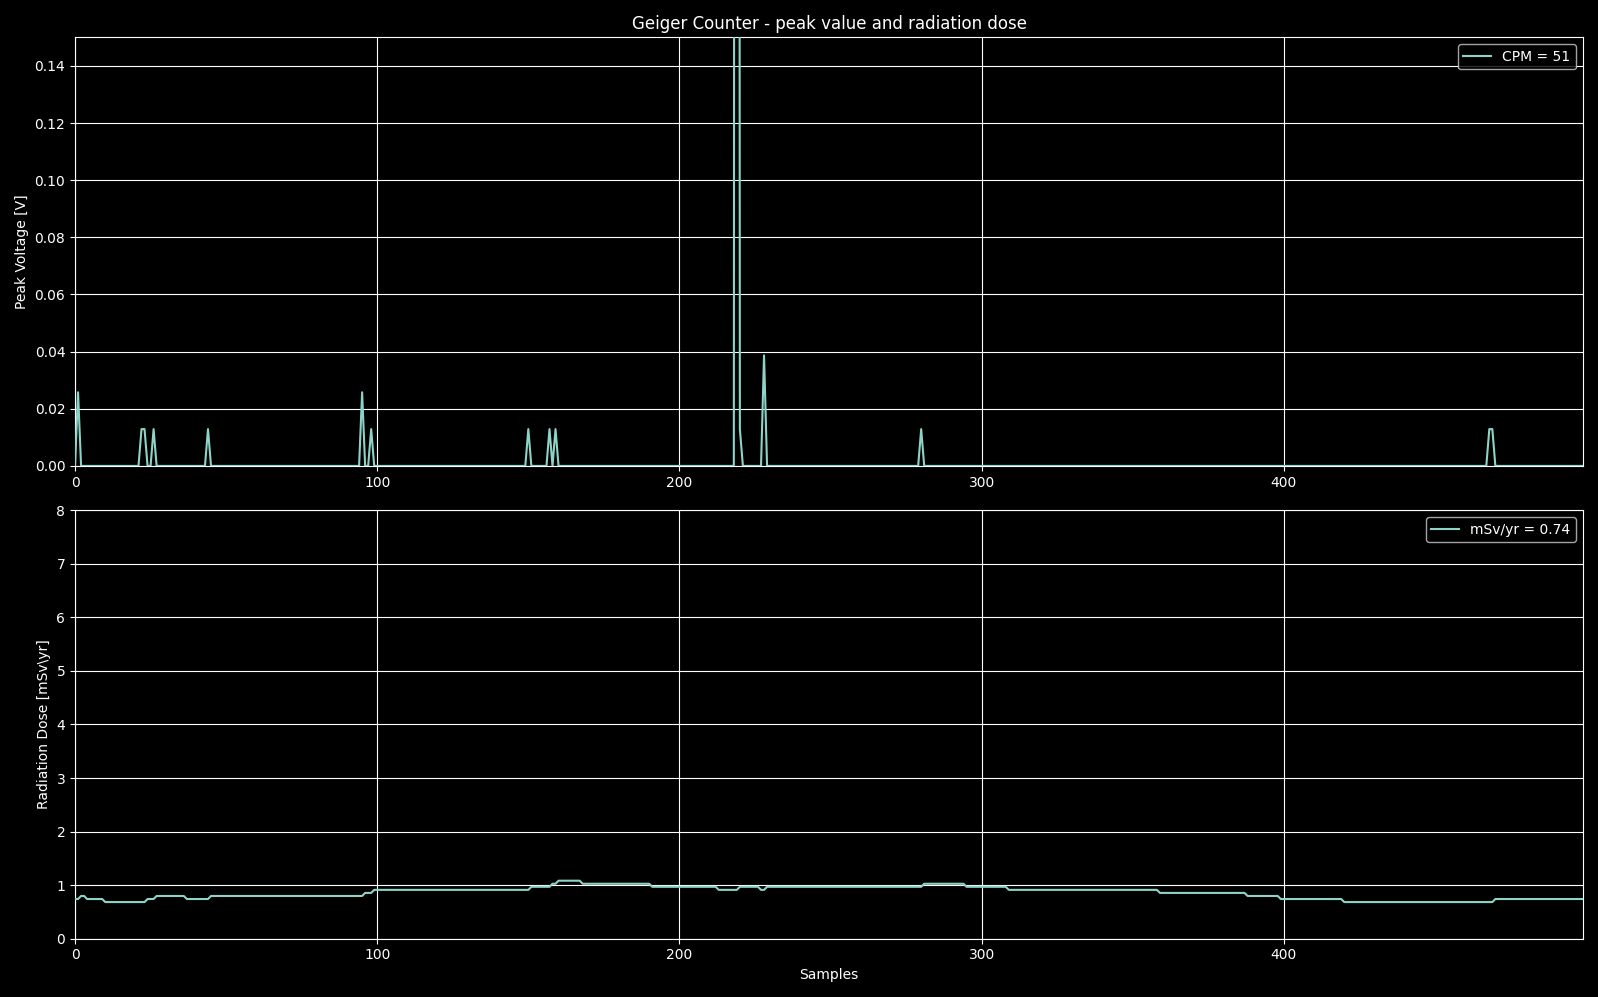 Geiger Counter - peak value and radiation dose
CPM = 51
Peak Voltage [V]
0.14
0.12
0.10
0.08
0.06
0.04
0.02
0.00
0 100 200 300 400
mSv/yr = 0.74
Radiation Dose [mSv\yr]
8
7
6
5
4
3
2
1
0
0 100 200 300 400
Samples